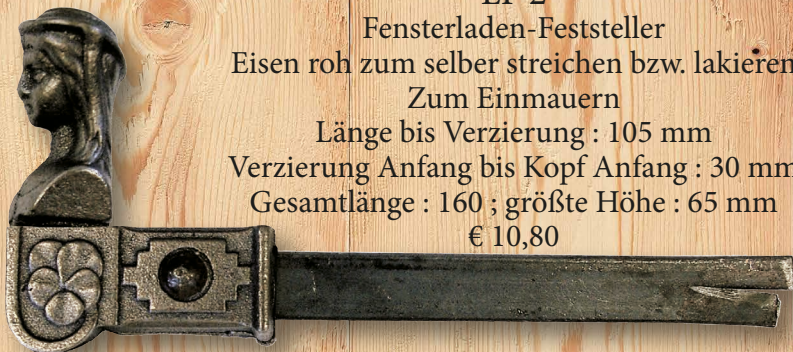 Fensterladen-Feststeller
Eisen roh zum selber streichen bzw. lakieren
Zum Einmauern
Länge bis Verzierung : 105 mm
Verzierung Anfang bis Kopf Anfang : 30 mm
Gesamtlänge : 160 ; größte Höhe : 65 mm
€ 10,80